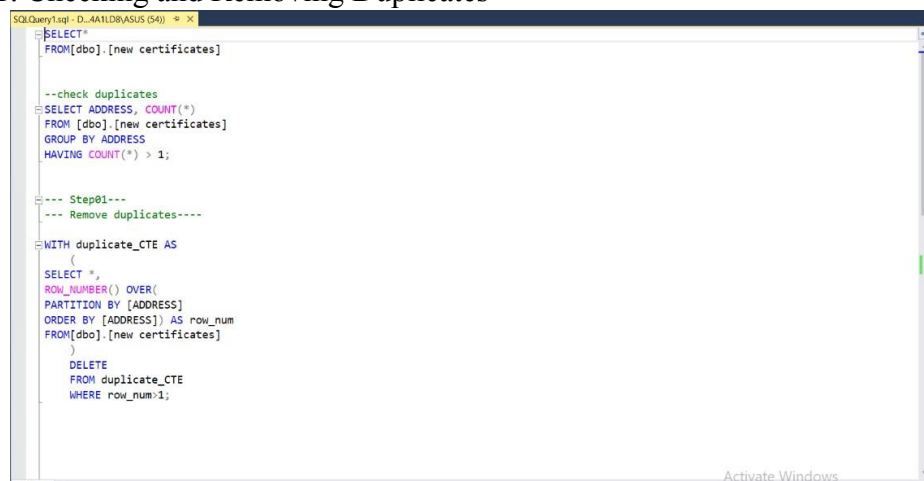 Checking and Removing Duplicates
SQLQuery1.sql - D...4A1LD8\ASUS (54))
SELECT*
FROM[dbo].[new certificates]
--check duplicates
SELECT ADDRESS, COUNT(*)
FROM [dbo].[new certificates]
GROUP BY ADDRESS
HAVING COUNT(*) > 1;
--- Step01---
--- Remove duplicates----
WITH duplicate_CTE AS
(
SELECT *,
ROW_NUMBER() OVER(
PARTITION BY [ADDRESS]
ORDER BY [ADDRESS]) AS row_num
FROM[dbo].[new certificates]
)
DELETE
FROM duplicate_CTE
WHERE row_num>1;
Activate Windows